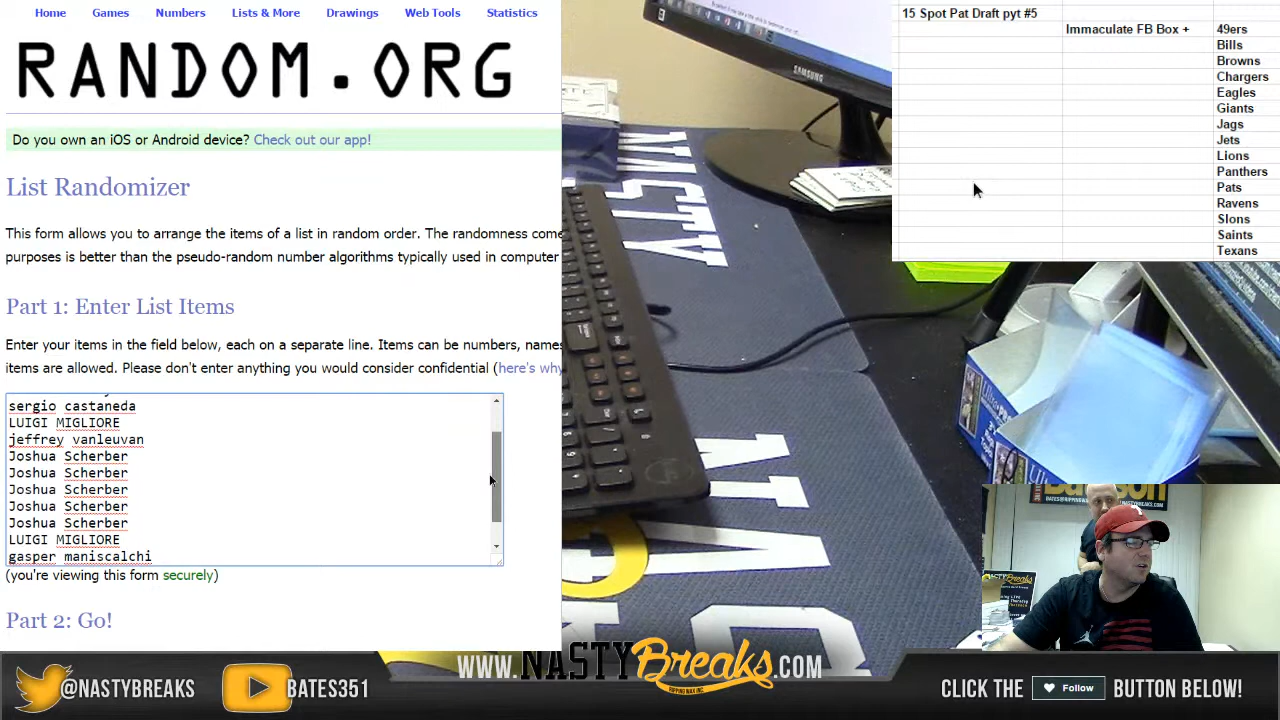 Home Games Numbers Lists & More Drawings Web Tools Statistics
RANDOM.ORG
Do you own an iOS or Android device? Check out our app!
List Randomizer
This form allows you to arrange the items of a list in random order. The randomness come
purposes is better than the pseudo-random number algorithms typically used in computer
Part 1: Enter List Items
Enter your items in the field below, each on a separate line. Items can be numbers, names
items are allowed. Please don't enter anything you would consider confidential (here's why
sergio castaneda
LUIGI MIGLIORE
jeffrey vanleuvan
Joshua Scherber
Joshua Scherber
Joshua Scherber
Joshua Scherber
Joshua Scherber
LUIGI MIGLIORE
gasper maniscalchi
(you're viewing this form securely)
Part 2: Go!
SAMSUNG
NASTY
15 Spot Pat Draft pyt #5
Immaculate FB Box + 49ers
Bills
Browns
Chargers
Eagles
Giants
Jags
Jets
Lions
Panthers
Pats
Ravens
Slons
Saints
Texans
@NASTYBREAKS
BATES351
WWW.NASTYBreaks.COM
RIPPING WAX INC.
CLICK THE Follow BUTTON BELOW!